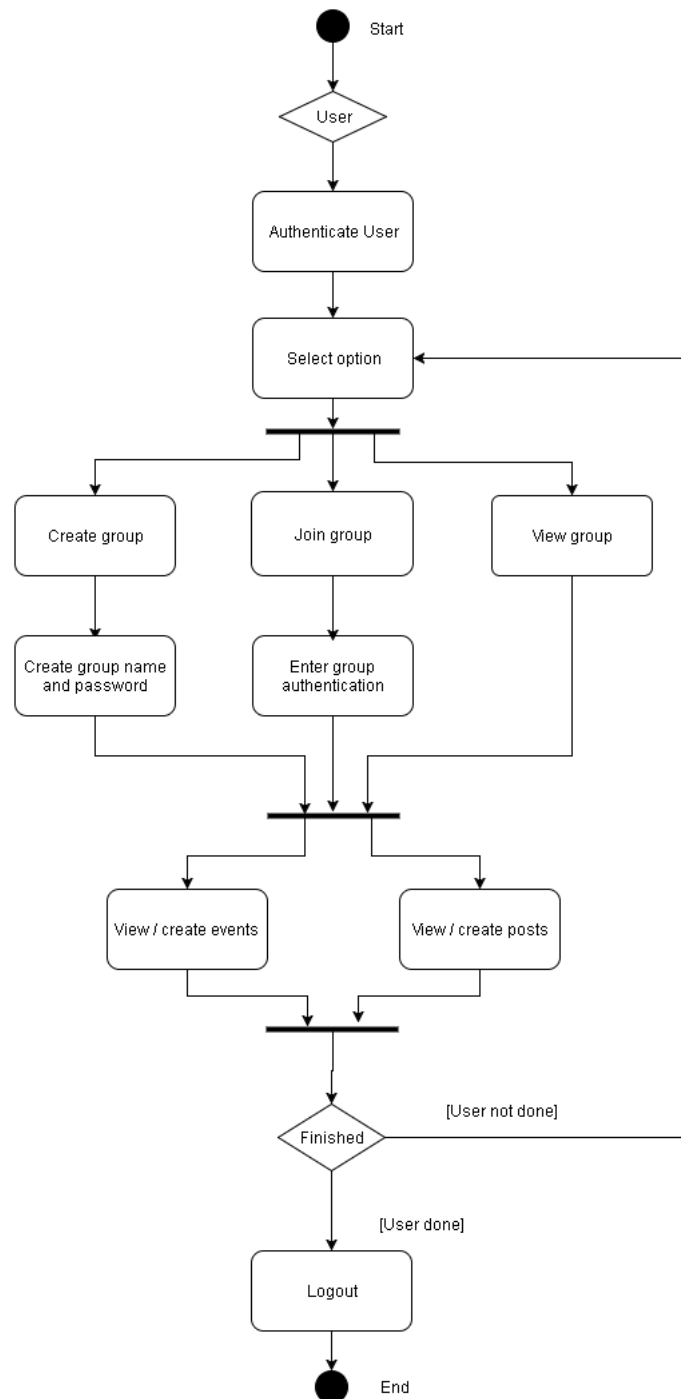 Start
User
Authenticate User
Select option
Create group
Join group
View group
Create group name
and password
Enter group
authentication
View / create events
View / create posts
[User not done]
Finished
[User done]
Logout
End